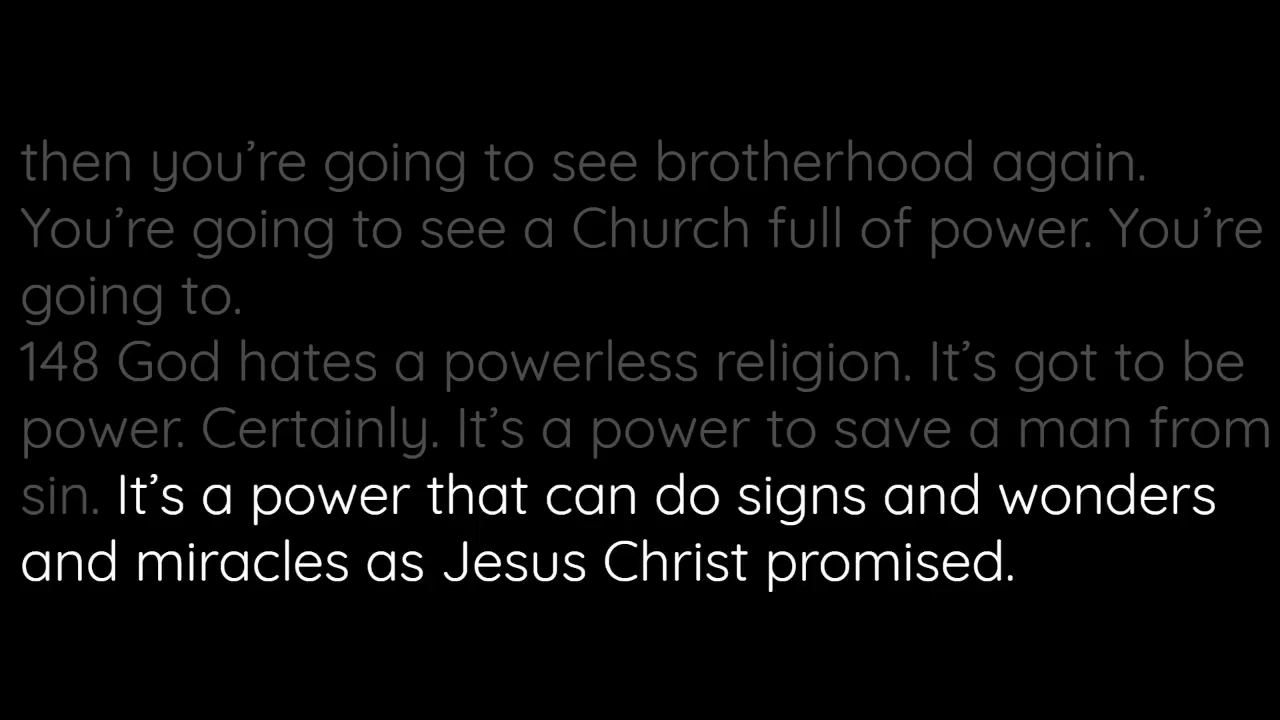 then you’re going to see brotherhood again.
You’re going to see a Church full of power. You’re
going to.
148 God hates a powerless religion. It’s got to be
power. Certainly. It’s a power to save a man from
sin. It’s a power that can do signs and wonders
and miracles as Jesus Christ promised.